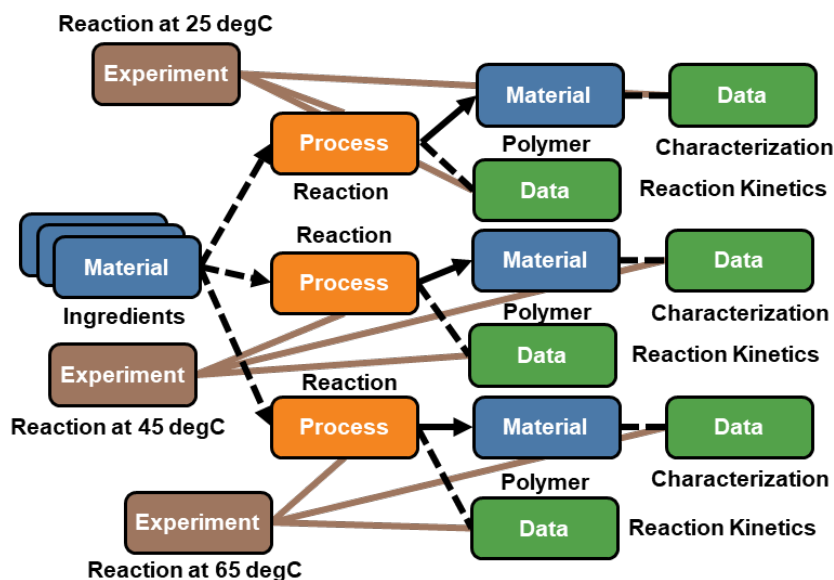 Reaction at 25 degC
Experiment
Material
Data
Process
Polymer
Characterization
Reaction
Data
Reaction Kinetics
Reaction
Material
Data
Material
Process
Ingredients
Polymer
Characterization
Data
Reaction Kinetics
Experiment
Reaction
Reaction at 45 degC
Process
Material
Data
Polymer
Characterization
Experiment
Data
Reaction Kinetics
Reaction at 65 degC